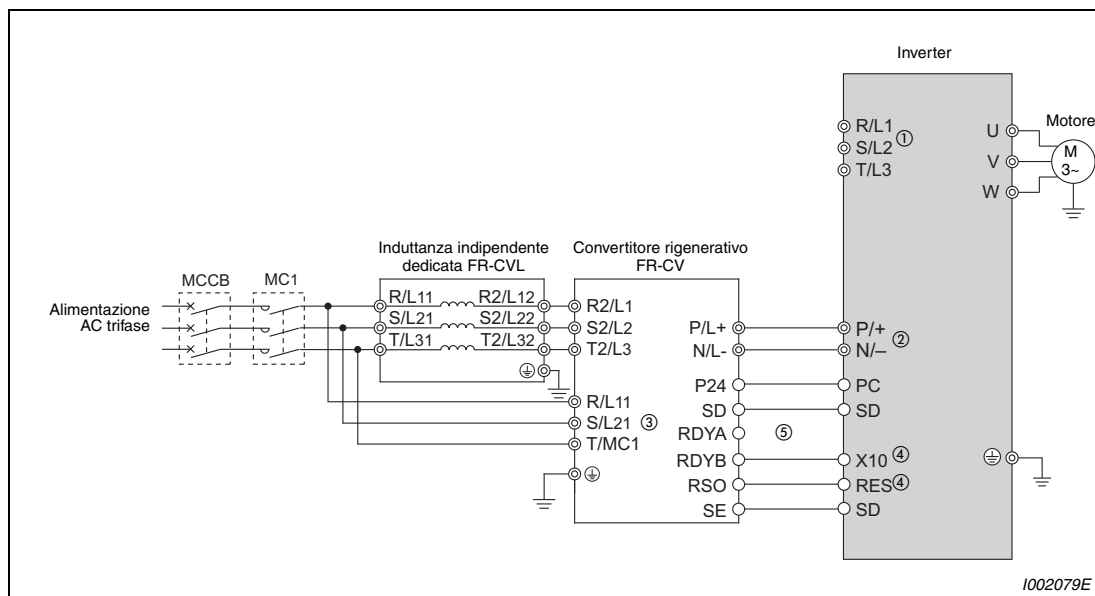 Inverter
R/L1
S/L2 ①
T/L3
U
V
W
Motore
M
3~
Induttanza indipendente
dedicata FR-CVL
Convertitore rigenerativo
FR-CV
MCCB
MC1
Alimentazione
AC trifase
R/L11 R2/L12
S/L21 S2/L22
T/L31 T2/L32
R2/L1
S2/L2
T2/L3
R/L11
S/L21 ③
T/MC1
P/L+
N/L-
P24
SD
RDYA ⑤
RDYB
RSO
SE
P/+
N/– ②
PC
SD
X10 ④
RES ④
SD
I002079E